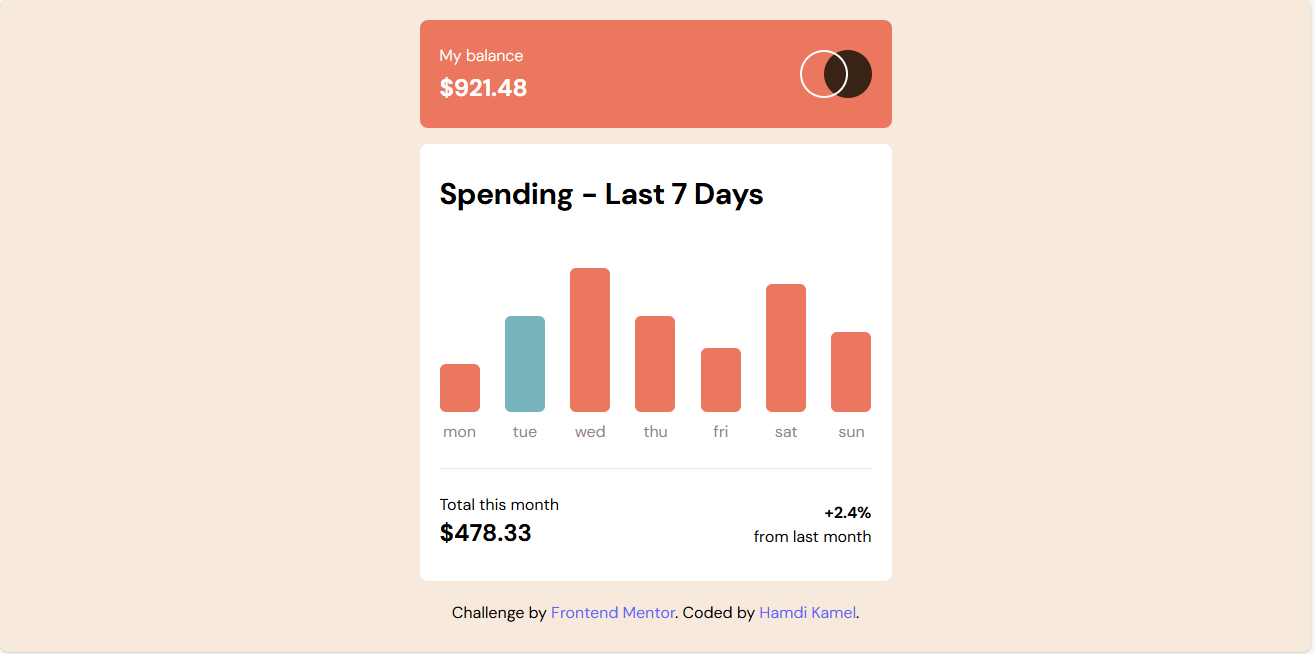 My balance
$921.48
Spending - Last 7 Days
mon tue wed thu fri sat sun
Total this month
$478.33
+2.4%
from last month
Challenge by Frontend Mentor. Coded by Hamdi Kamel.